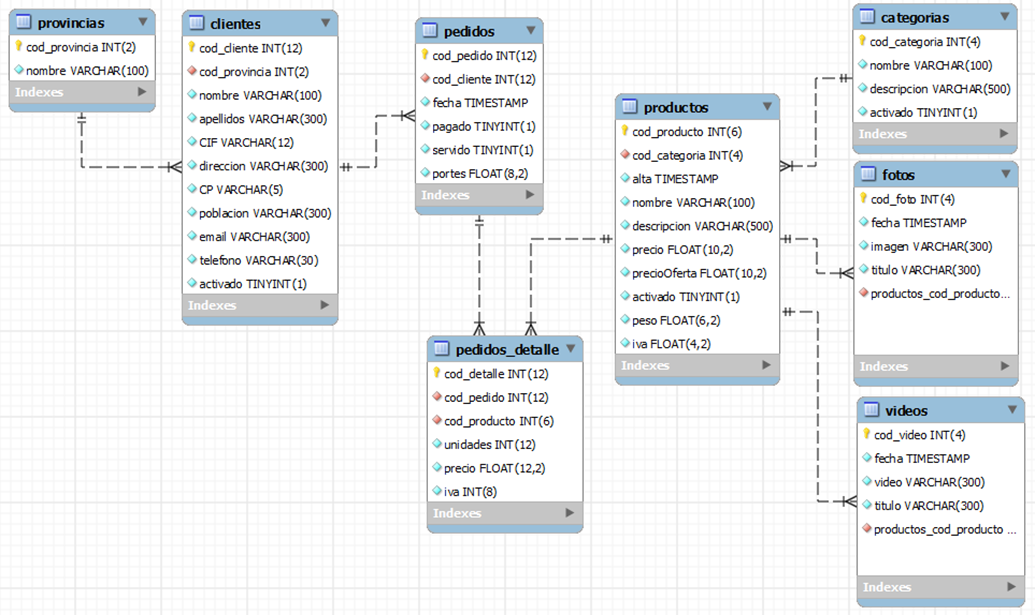 provincias
cod_provincia INT(2)
nombre VARCHAR(100)
Indexes
clientes
cod_cliente INT(12)
cod_provincia INT(2)
nombre VARCHAR(100)
apellidos VARCHAR(300)
CIF VARCHAR(12)
direccion VARCHAR(300)
CP VARCHAR(5)
poblacion VARCHAR(300)
email VARCHAR(300)
telefono VARCHAR(30)
activado TINYINT(1)
Indexes
pedidos
cod_pedido INT(12)
cod_cliente INT(12)
fecha TIMESTAMP
pagado TINYINT(1)
servido TINYINT(1)
portes FLOAT(8,2)
Indexes
pedidos_detalle
cod_detalle INT(12)
cod_pedido INT(12)
cod_producto INT(6)
unidades INT(12)
precio FLOAT(12,2)
iva INT(8)
Indexes
productos
cod_producto INT(6)
cod_categoria INT(4)
alta TIMESTAMP
nombre VARCHAR(100)
descripcion VARCHAR(500)
precio FLOAT(10,2)
precioOferta FLOAT(10,2)
activado TINYINT(1)
peso FLOAT(6,2)
iva FLOAT(4,2)
Indexes
categorias
cod_categoria INT(4)
nombre VARCHAR(100)
descripcion VARCHAR(500)
activado TINYINT(1)
Indexes
fotos
cod_foto INT(4)
fecha TIMESTAMP
imagen VARCHAR(300)
titulo VARCHAR(300)
productos_cod_producto...
Indexes
videos
cod_video INT(4)
fecha TIMESTAMP
video VARCHAR(300)
titulo VARCHAR(300)
productos_cod_producto ...
Indexes